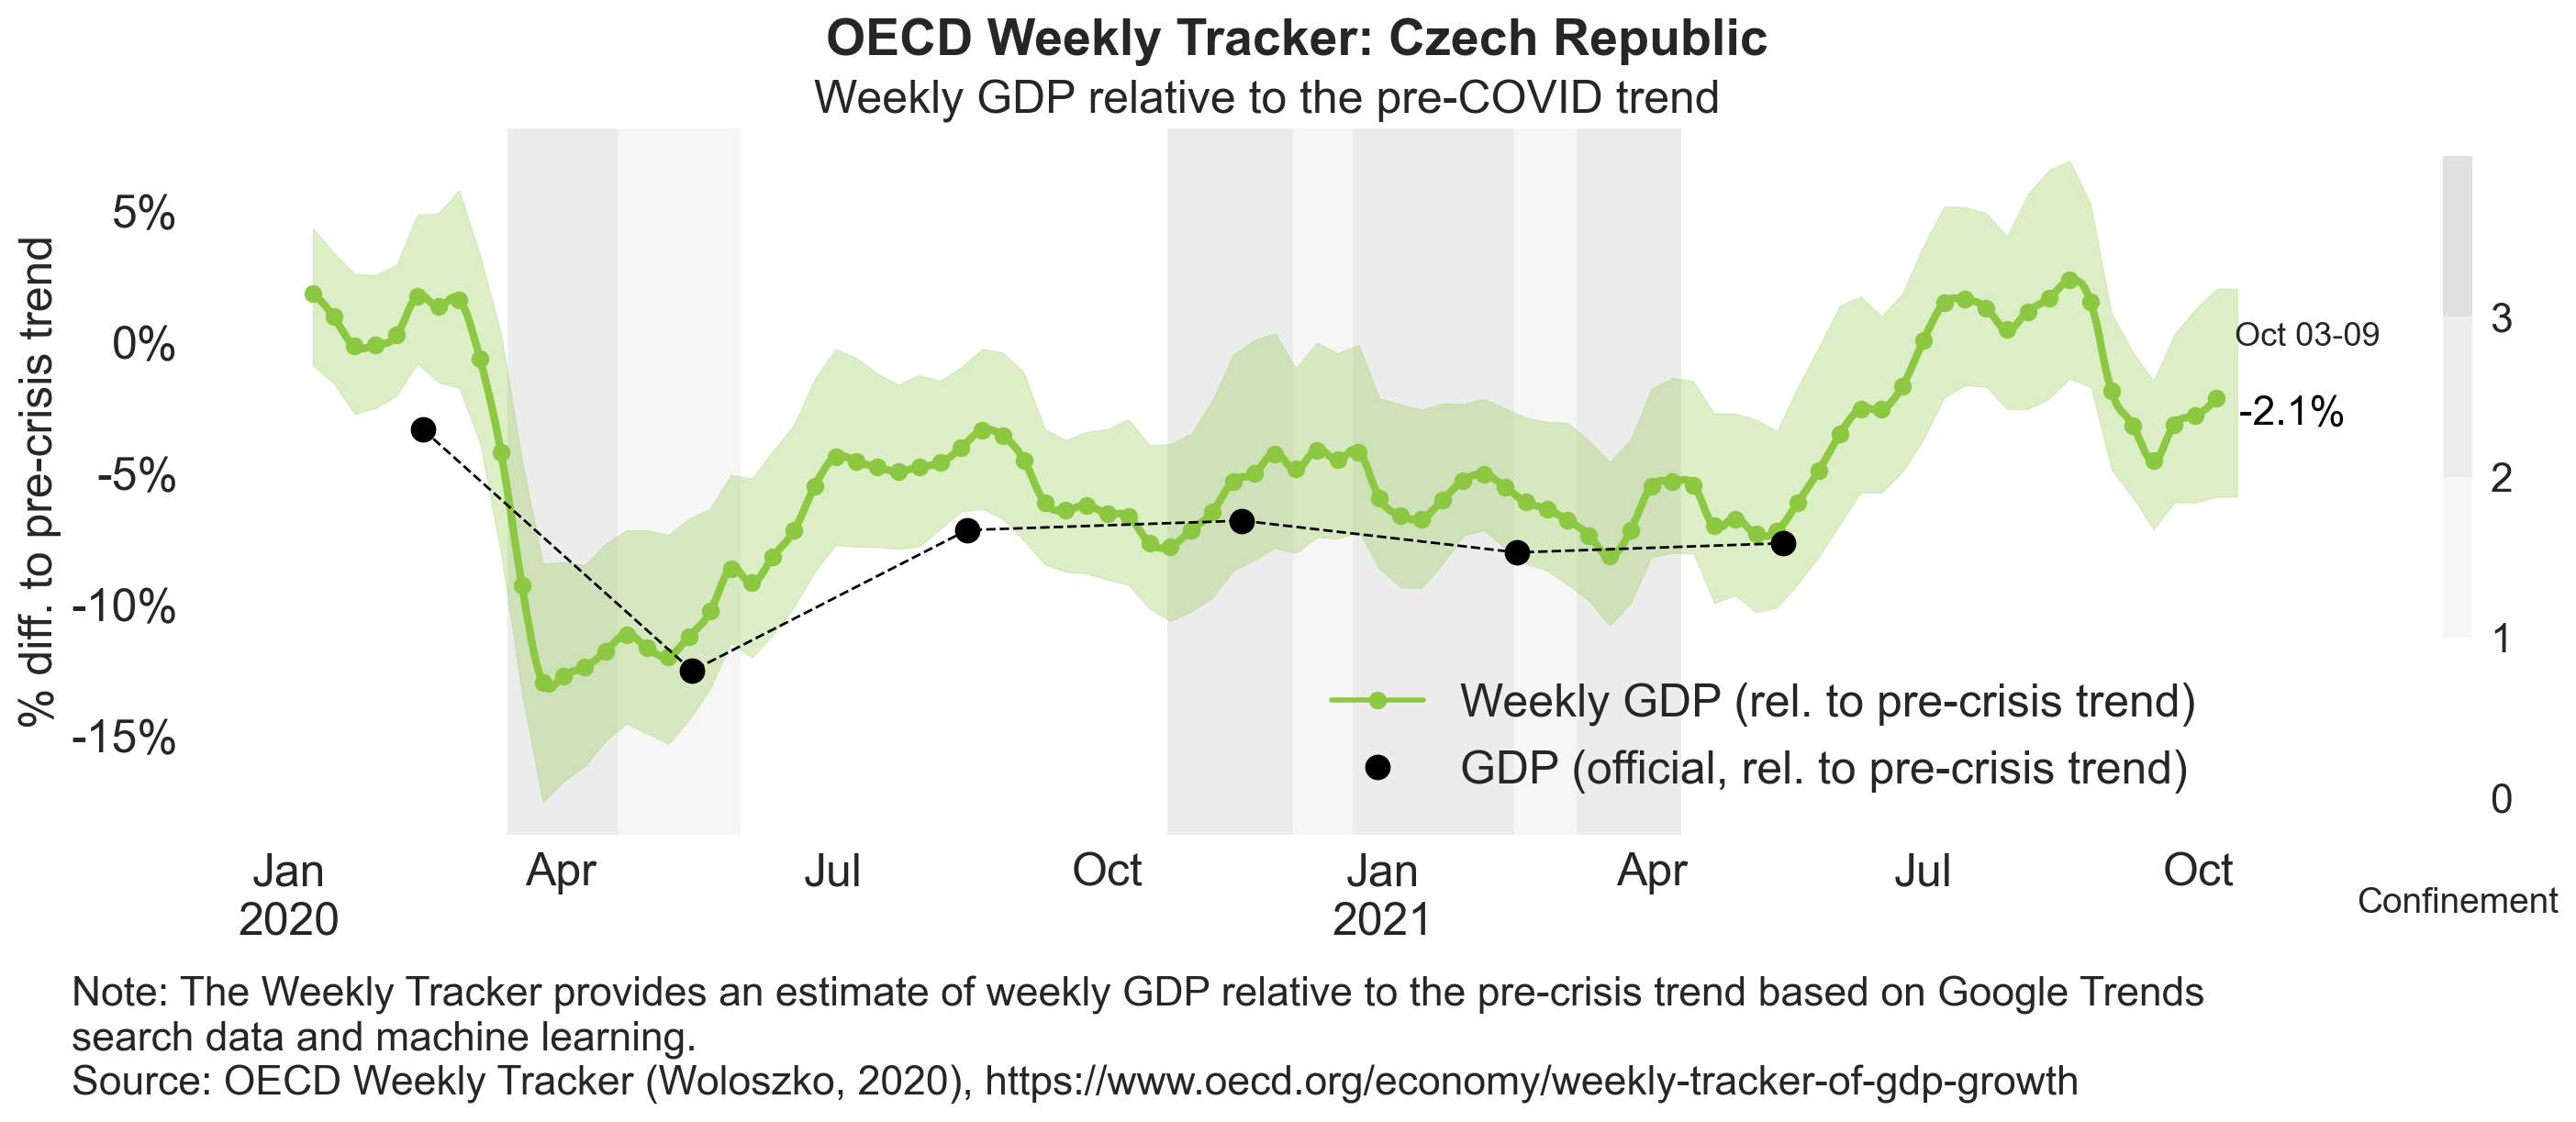 OECD Weekly Tracker: Czech Republic
Weekly GDP relative to the pre-COVID trend
% diff. to pre-crisis trend
5%
0%
-5%
-10%
-15%
Oct 03-09
-2.1%
3
2
1
0
Confinement
Weekly GDP (rel. to pre-crisis trend)
GDP (official, rel. to pre-crisis trend)
Jan Apr Jul Oct Jan Apr Jul Oct
2020 2021
Note: The Weekly Tracker provides an estimate of weekly GDP relative to the pre-crisis trend based on Google Trends
search data and machine learning.
Source: OECD Weekly Tracker (Woloszko, 2020), https://www.oecd.org/economy/weekly-tracker-of-gdp-growth